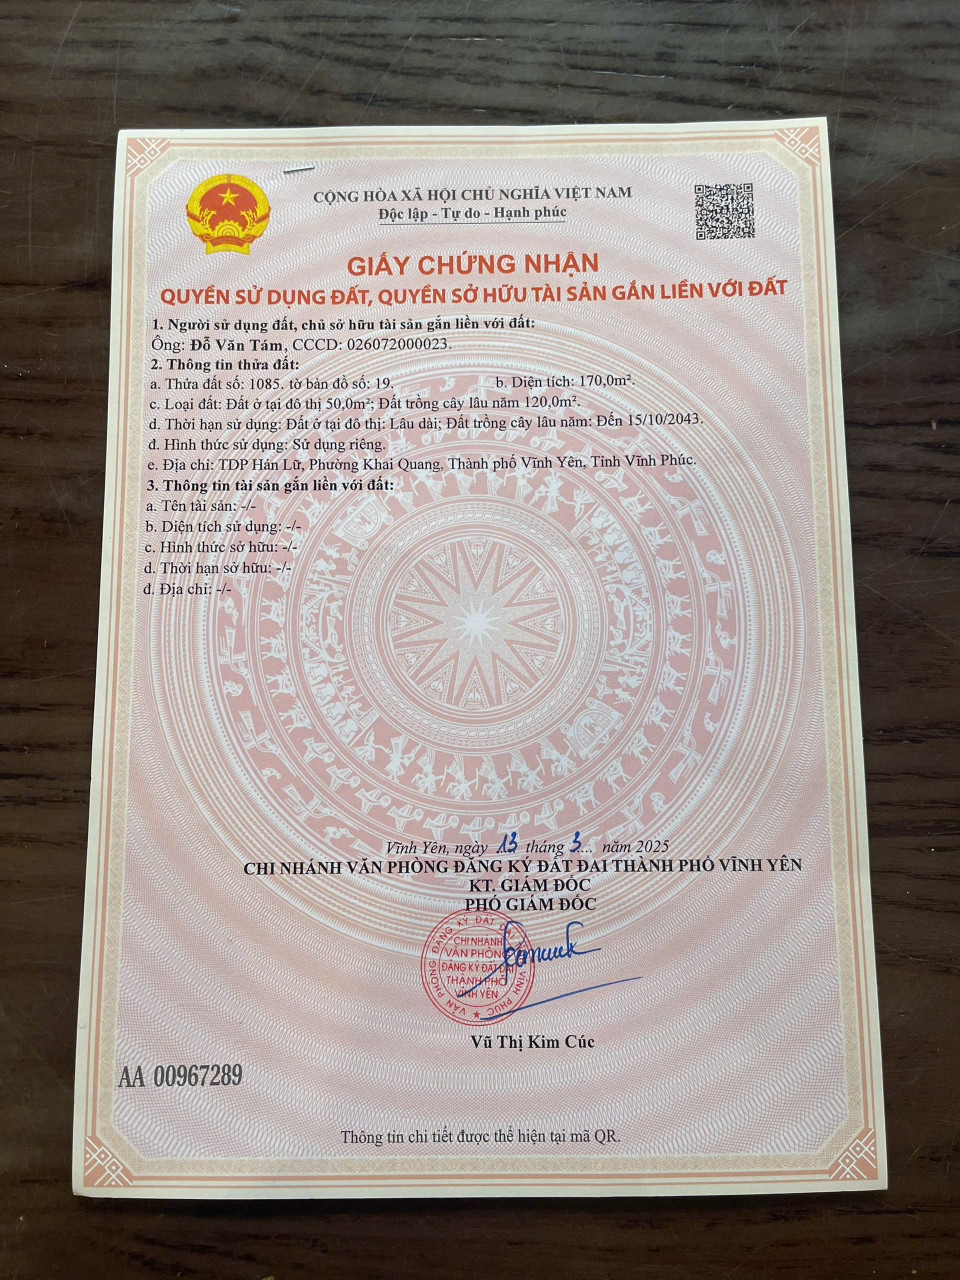 CỘNG HÒA XÃ HỘI CHỦ NGHĨA VIỆT NAM
Độc lập - Tự do - Hạnh phúc
GIẤY CHỨNG NHẬN
QUYỀN SỬ DỤNG ĐẤT, QUYỀN SỞ HỮU TÀI SẢN GẮN LIỀN VỚI ĐẤT
1. Người sử dụng đất, chủ sở hữu tài sản gắn liền với đất:
Ông: Đỗ Văn Tám, CCCD: 026072000023.
2. Thông tin thửa đất:
a. Thửa đất số: 1085, tờ bản đồ số: 19, b. Diện tích: 170,0m².
c. Loại đất: Đất ở tại đô thị 50,0m²; Đất trồng cây lâu năm 120,0m².
d. Thời hạn sử dụng: Đất ở tại đô thị: Lâu dài; Đất trồng cây lâu năm: Đến 15/10/2043.
đ. Hình thức sử dụng: Sử dụng riêng.
e. Địa chỉ: TDP Hán Lữ, Phường Khai Quang, Thành phố Vĩnh Yên, Tỉnh Vĩnh Phúc.
3. Thông tin tài sản gắn liền với đất:
a. Tên tài sản: -/-
b. Diện tích sử dụng: -/-
c. Hình thức sở hữu: -/-
d. Thời hạn sở hữu: -/-
đ. Địa chỉ: -/-
Vĩnh Yên, ngày 13 tháng 3 năm 2025
CHI NHÁNH VĂN PHÒNG ĐĂNG KÝ ĐẤT ĐAI THÀNH PHỐ VĨNH YÊN
KT. GIÁM ĐỐC
PHÓ GIÁM ĐỐC
VĂN PHÒNG ĐĂNG KÝ ĐẤT ĐAI VĨNH PHÚC
CHI NHÁNH
VĂN PHÒNG
ĐĂNG KÝ ĐẤT ĐAI
THÀNH PHỐ
VĨNH YÊN
Vũ Thị Kim Cúc
AA 00967289
Thông tin chi tiết được thể hiện tại mã QR.